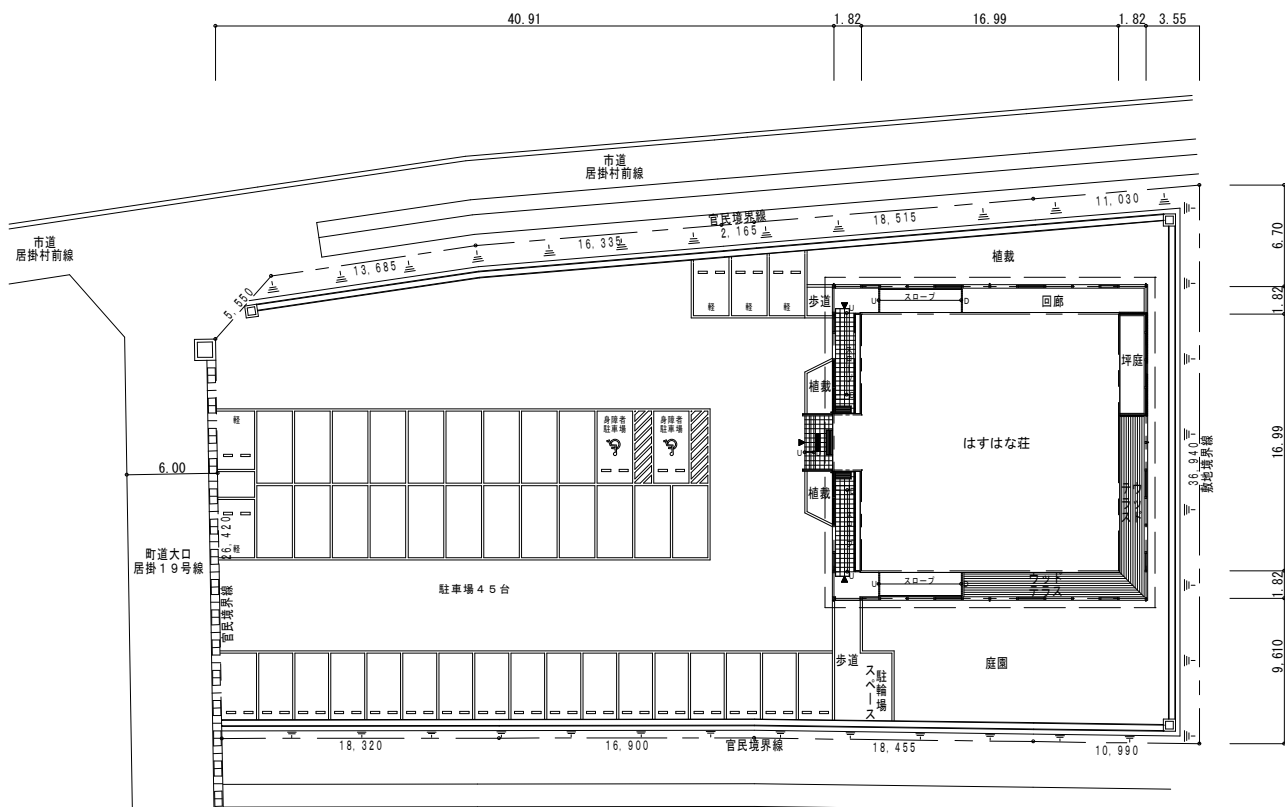 40.91
1.82
16.99
1.82
3.55
市道
居掛村前線
市道
居掛村前線
官民境界線
5,550
13,685
16,335
2,165
18,515
11,030
6.70
1.82
16.99
1.82
9.610
植栽
歩道
U
スロープ
D
回廊
U
軽
軽
軽
坪庭
植栽
軽
身障者
駐車場
身障者
駐車場
はすはな荘
U
36,940
敷地境界線
6.00
植栽
ウッド
テラス
26,420
軽
町道大口
居掛19号線
官民境界線
駐車場45台
U
U
スロープ
D
ウッド
テラス
歩道
駐輪場
スペース
庭園
18,320
16,900
官民境界線
18,455
10,990